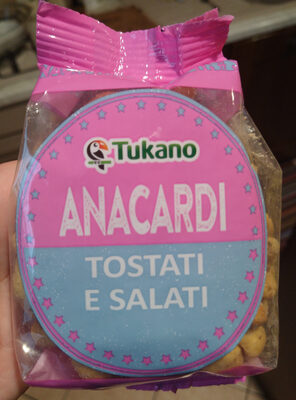 Tukano
ANACARDI
TOSTATI
E SALATI